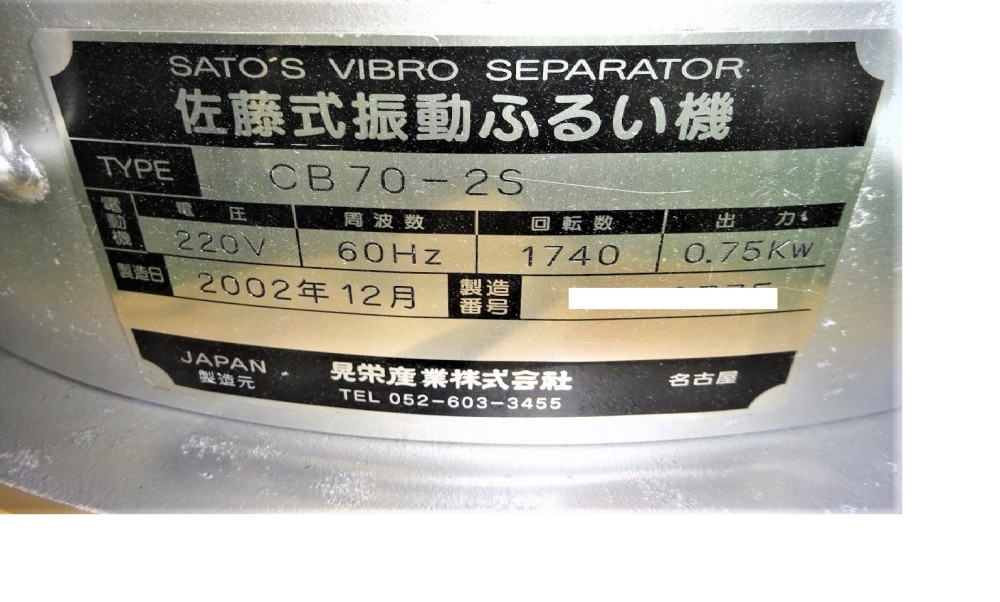 SATO'S VIBRO SEPARATOR
佐藤式振動ふるい機
TYPE CB70-2S
電動機 電圧 周波数 回転数 出力
220V 60Hz 1740 0.75Kw
製造日 2002年12月 製造番号
JAPAN
製造元 晃栄産業株式会社 名古屋
TEL 052-603-3455